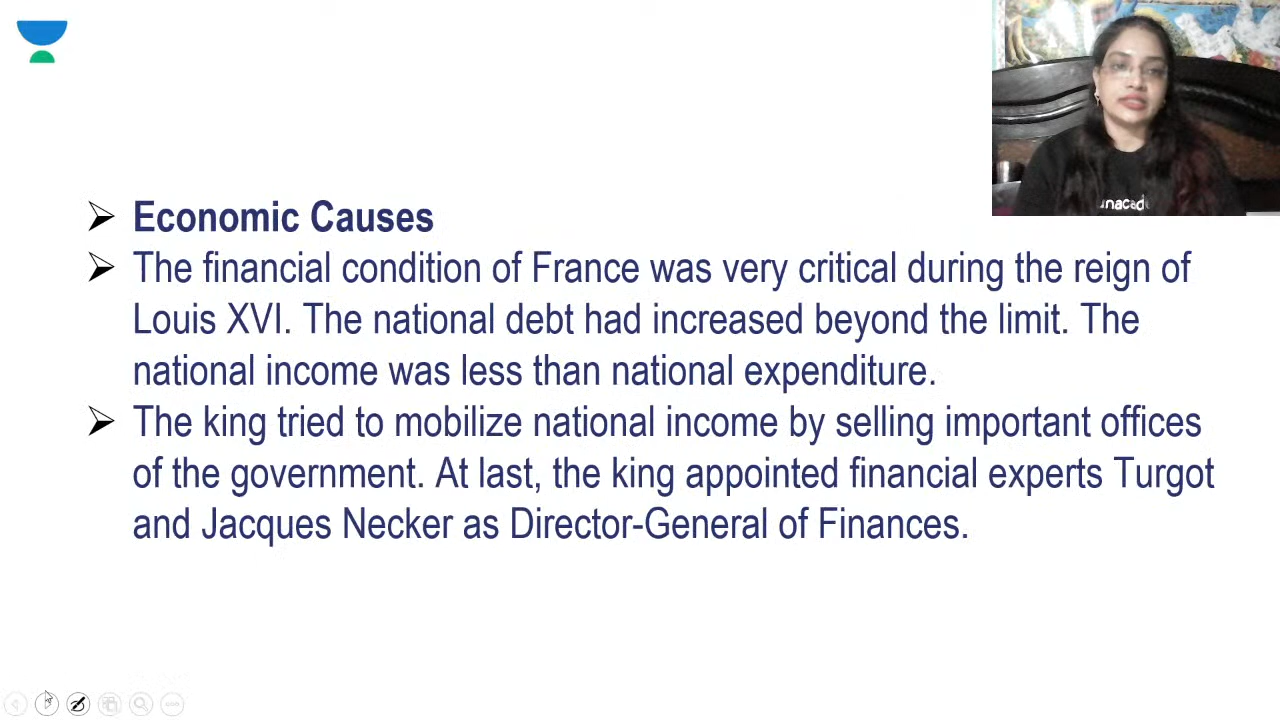 Economic Causes
The financial condition of France was very critical during the reign of
Louis XVI. The national debt had increased beyond the limit. The
national income was less than national expenditure.
The king tried to mobilize national income by selling important offices
of the government. At last, the king appointed financial experts Turgot
and Jacques Necker as Director-General of Finances.